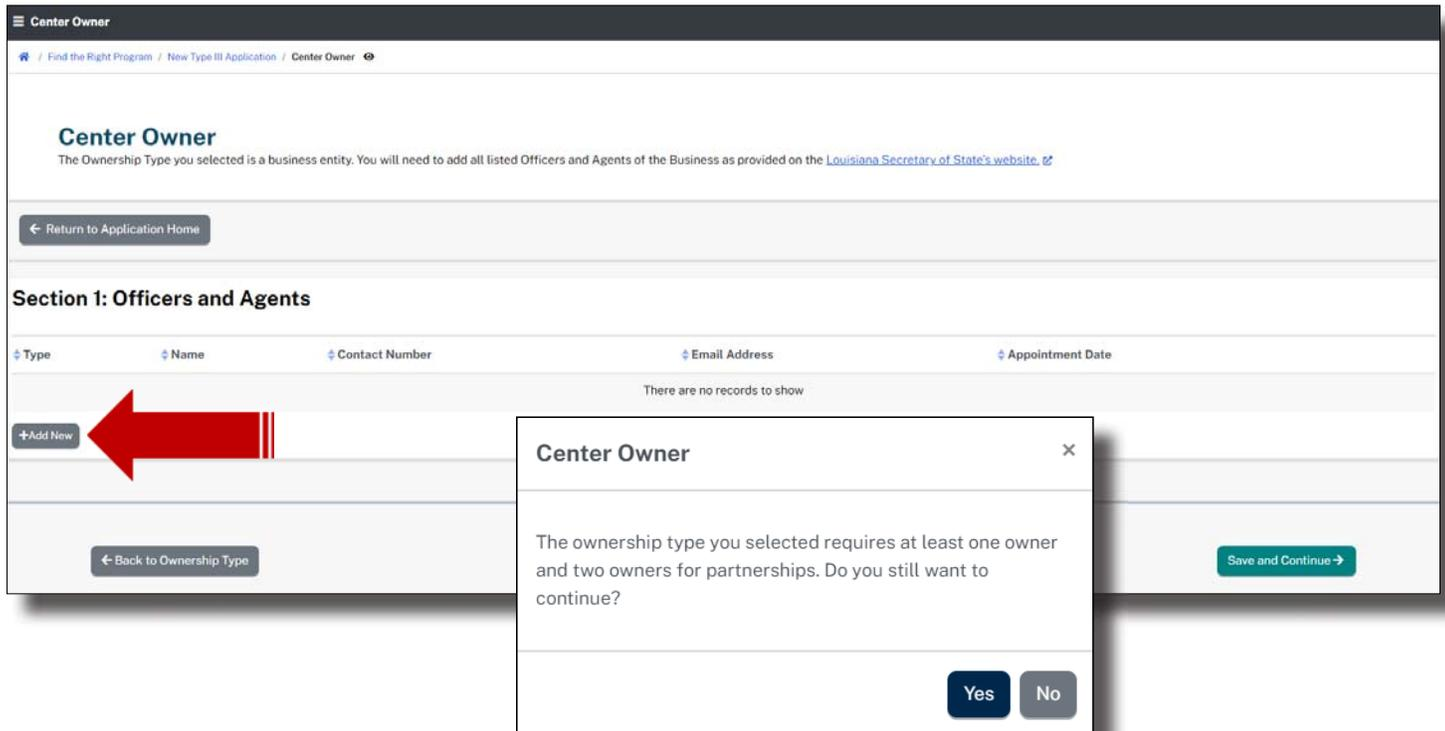 Center Owner
/ Find the Right Program / New Type III Application / Center Owner
Center Owner
The Ownership Type you selected is a business entity. You will need to add all listed Officers and Agents of the Business as provided on the Louisiana Secretary of State's website.
← Return to Application Home
Section 1: Officers and Agents
Type Name Contact Number Email Address Appointment Date
There are no records to show
+Add New
← Back to Ownership Type
Save and Continue →
Center Owner ×
The ownership type you selected requires at least one owner
and two owners for partnerships. Do you still want to
continue?
Yes No